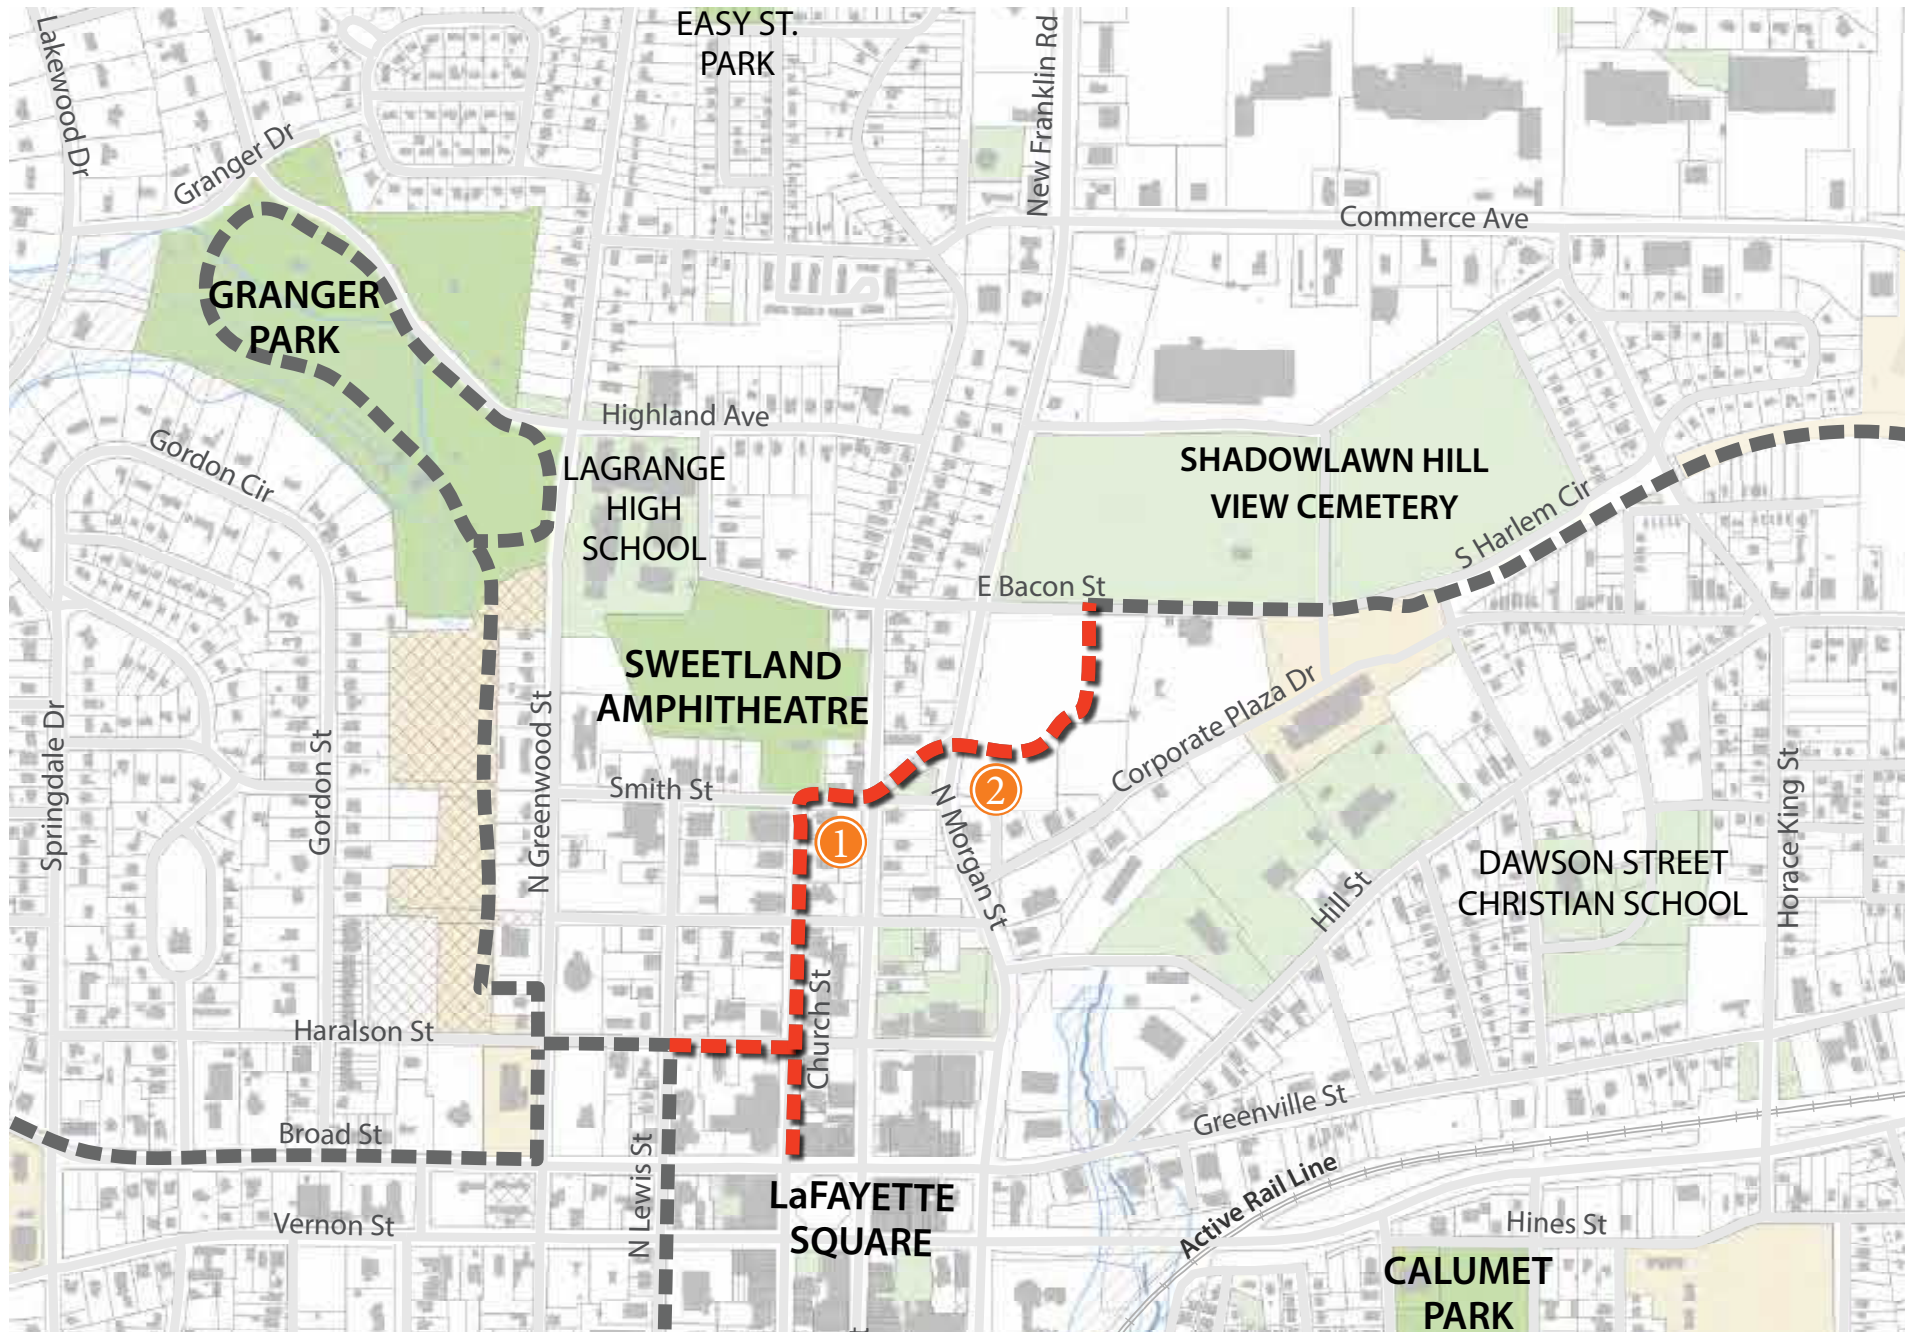 EASY ST.
PARK
Lakewood Dr
New Franklin Rd
Granger Dr
Commerce Ave
GRANGER
PARK
Highland Ave
Gordon Cir
LAGRANGE
HIGH
SCHOOL
SHADOWLAWN HILL
VIEW CEMETERY
S Harlem Cir
E Bacon St
SWEETLAND
AMPHITHEATRE
Corporate Plaza Dr
Springdale Dr
Gordon St
N Greenwood St
Smith St
2
1
N Morgan St
Horace King St
DAWSON STREET
CHRISTIAN SCHOOL
Hill St
Church St
Haralson St
Greenville St
Broad St
N Lewis St
Active Rail Line
LaFAYETTE
SQUARE
Vernon St
Hines St
CALUMET
PARK